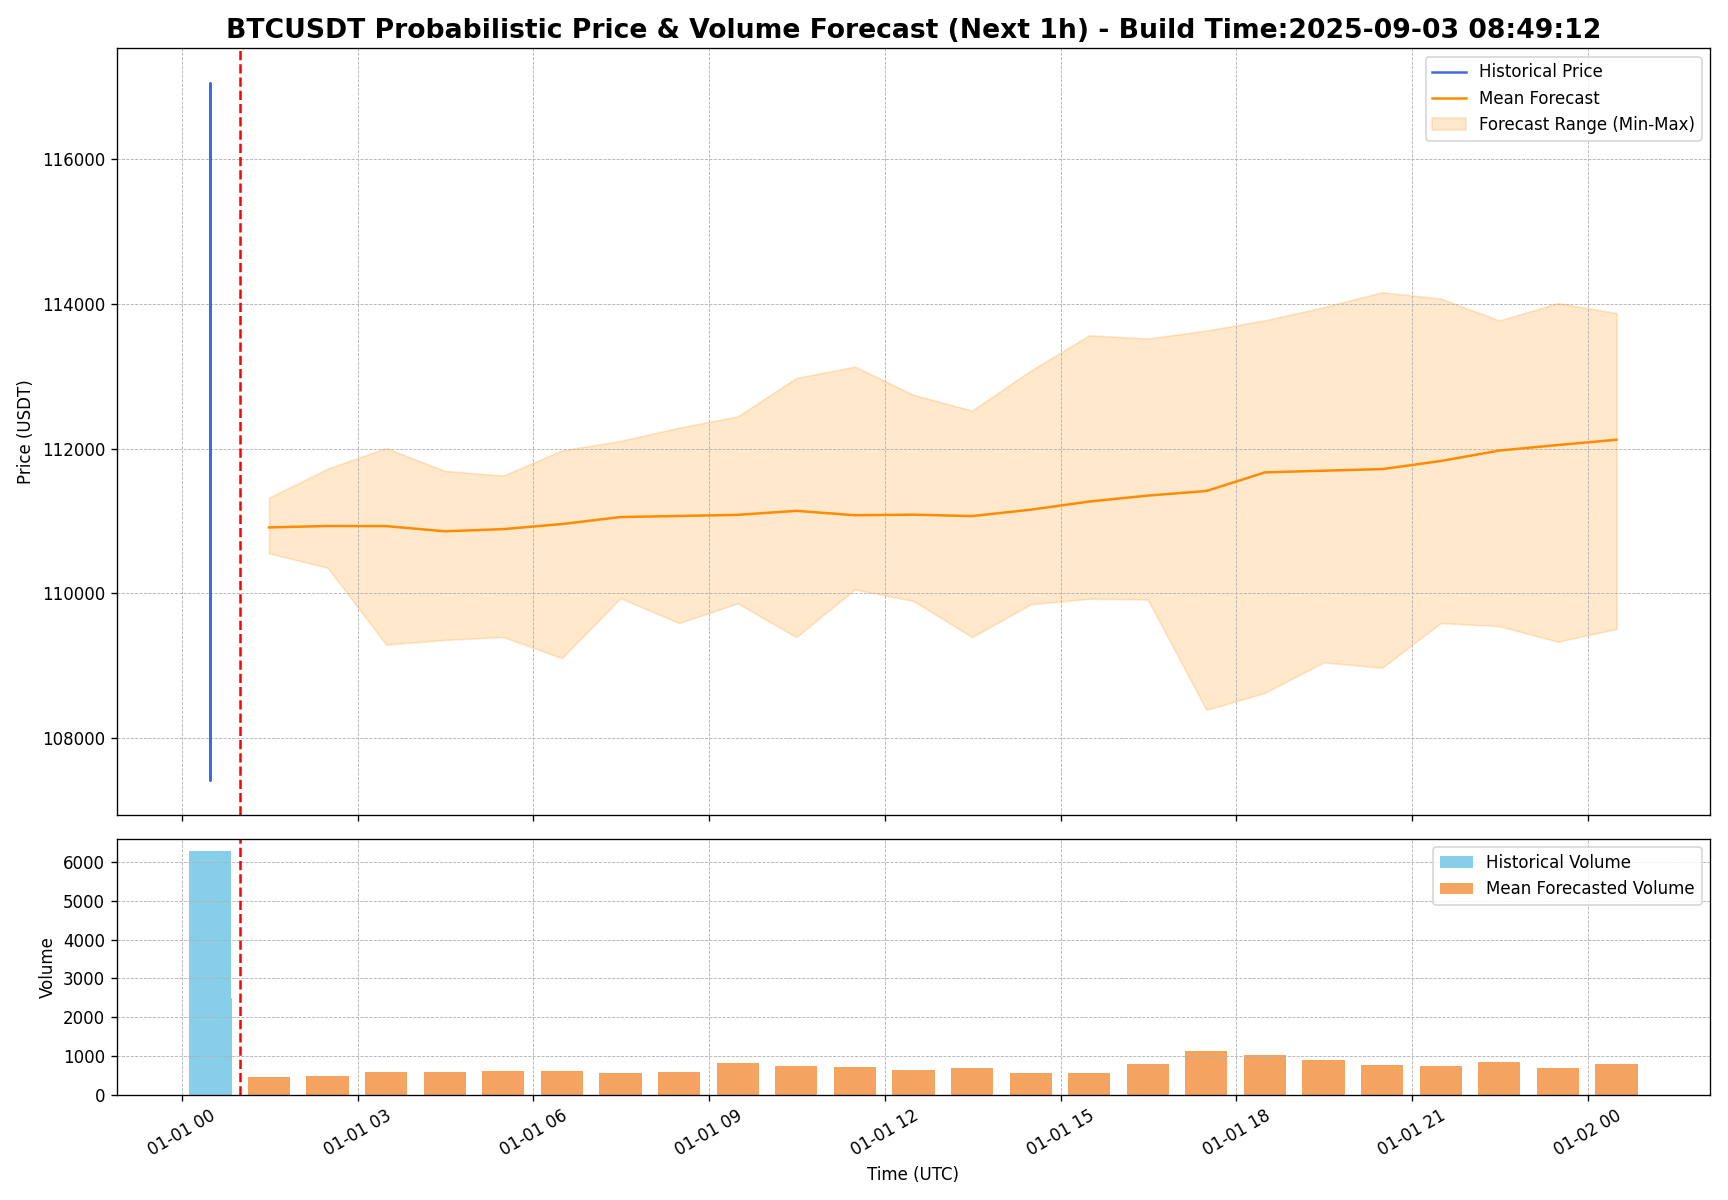 BTCUSDT Probabilistic Price & Volume Forecast (Next 1h) - Build Time:2025-09-03 08:49:12
Historical Price
Mean Forecast
Forecast Range (Min-Max)
116000
114000
112000
110000
108000
Price (USDT)
Historical Volume
Mean Forecasted Volume
6000
5000
4000
3000
2000
1000
0
Volume
01-01 00
01-01 03
01-01 06
01-01 09
01-01 12
01-01 15
01-01 18
01-01 21
01-02 00
Time (UTC)